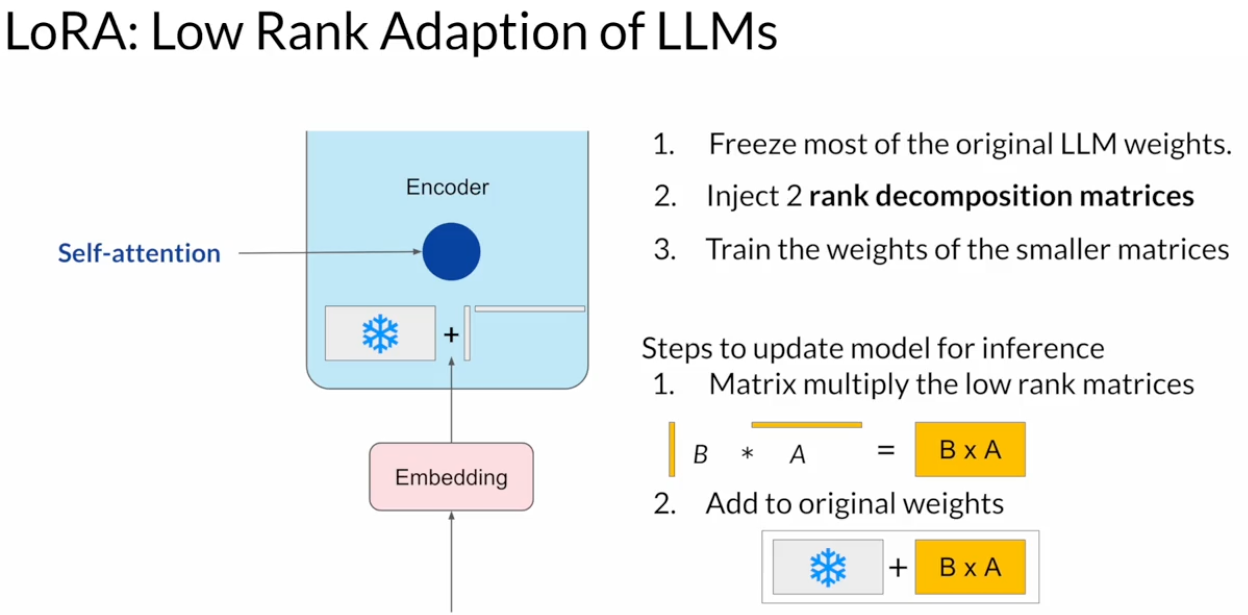 LoRA: Low Rank Adaption of LLMs
Encoder
Self-attention
+
Embedding
1. Freeze most of the original LLM weights.
2. Inject 2 rank decomposition matrices
3. Train the weights of the smaller matrices
Steps to update model for inference
1. Matrix multiply the low rank matrices
B * A = B x A
2. Add to original weights
+ B x A